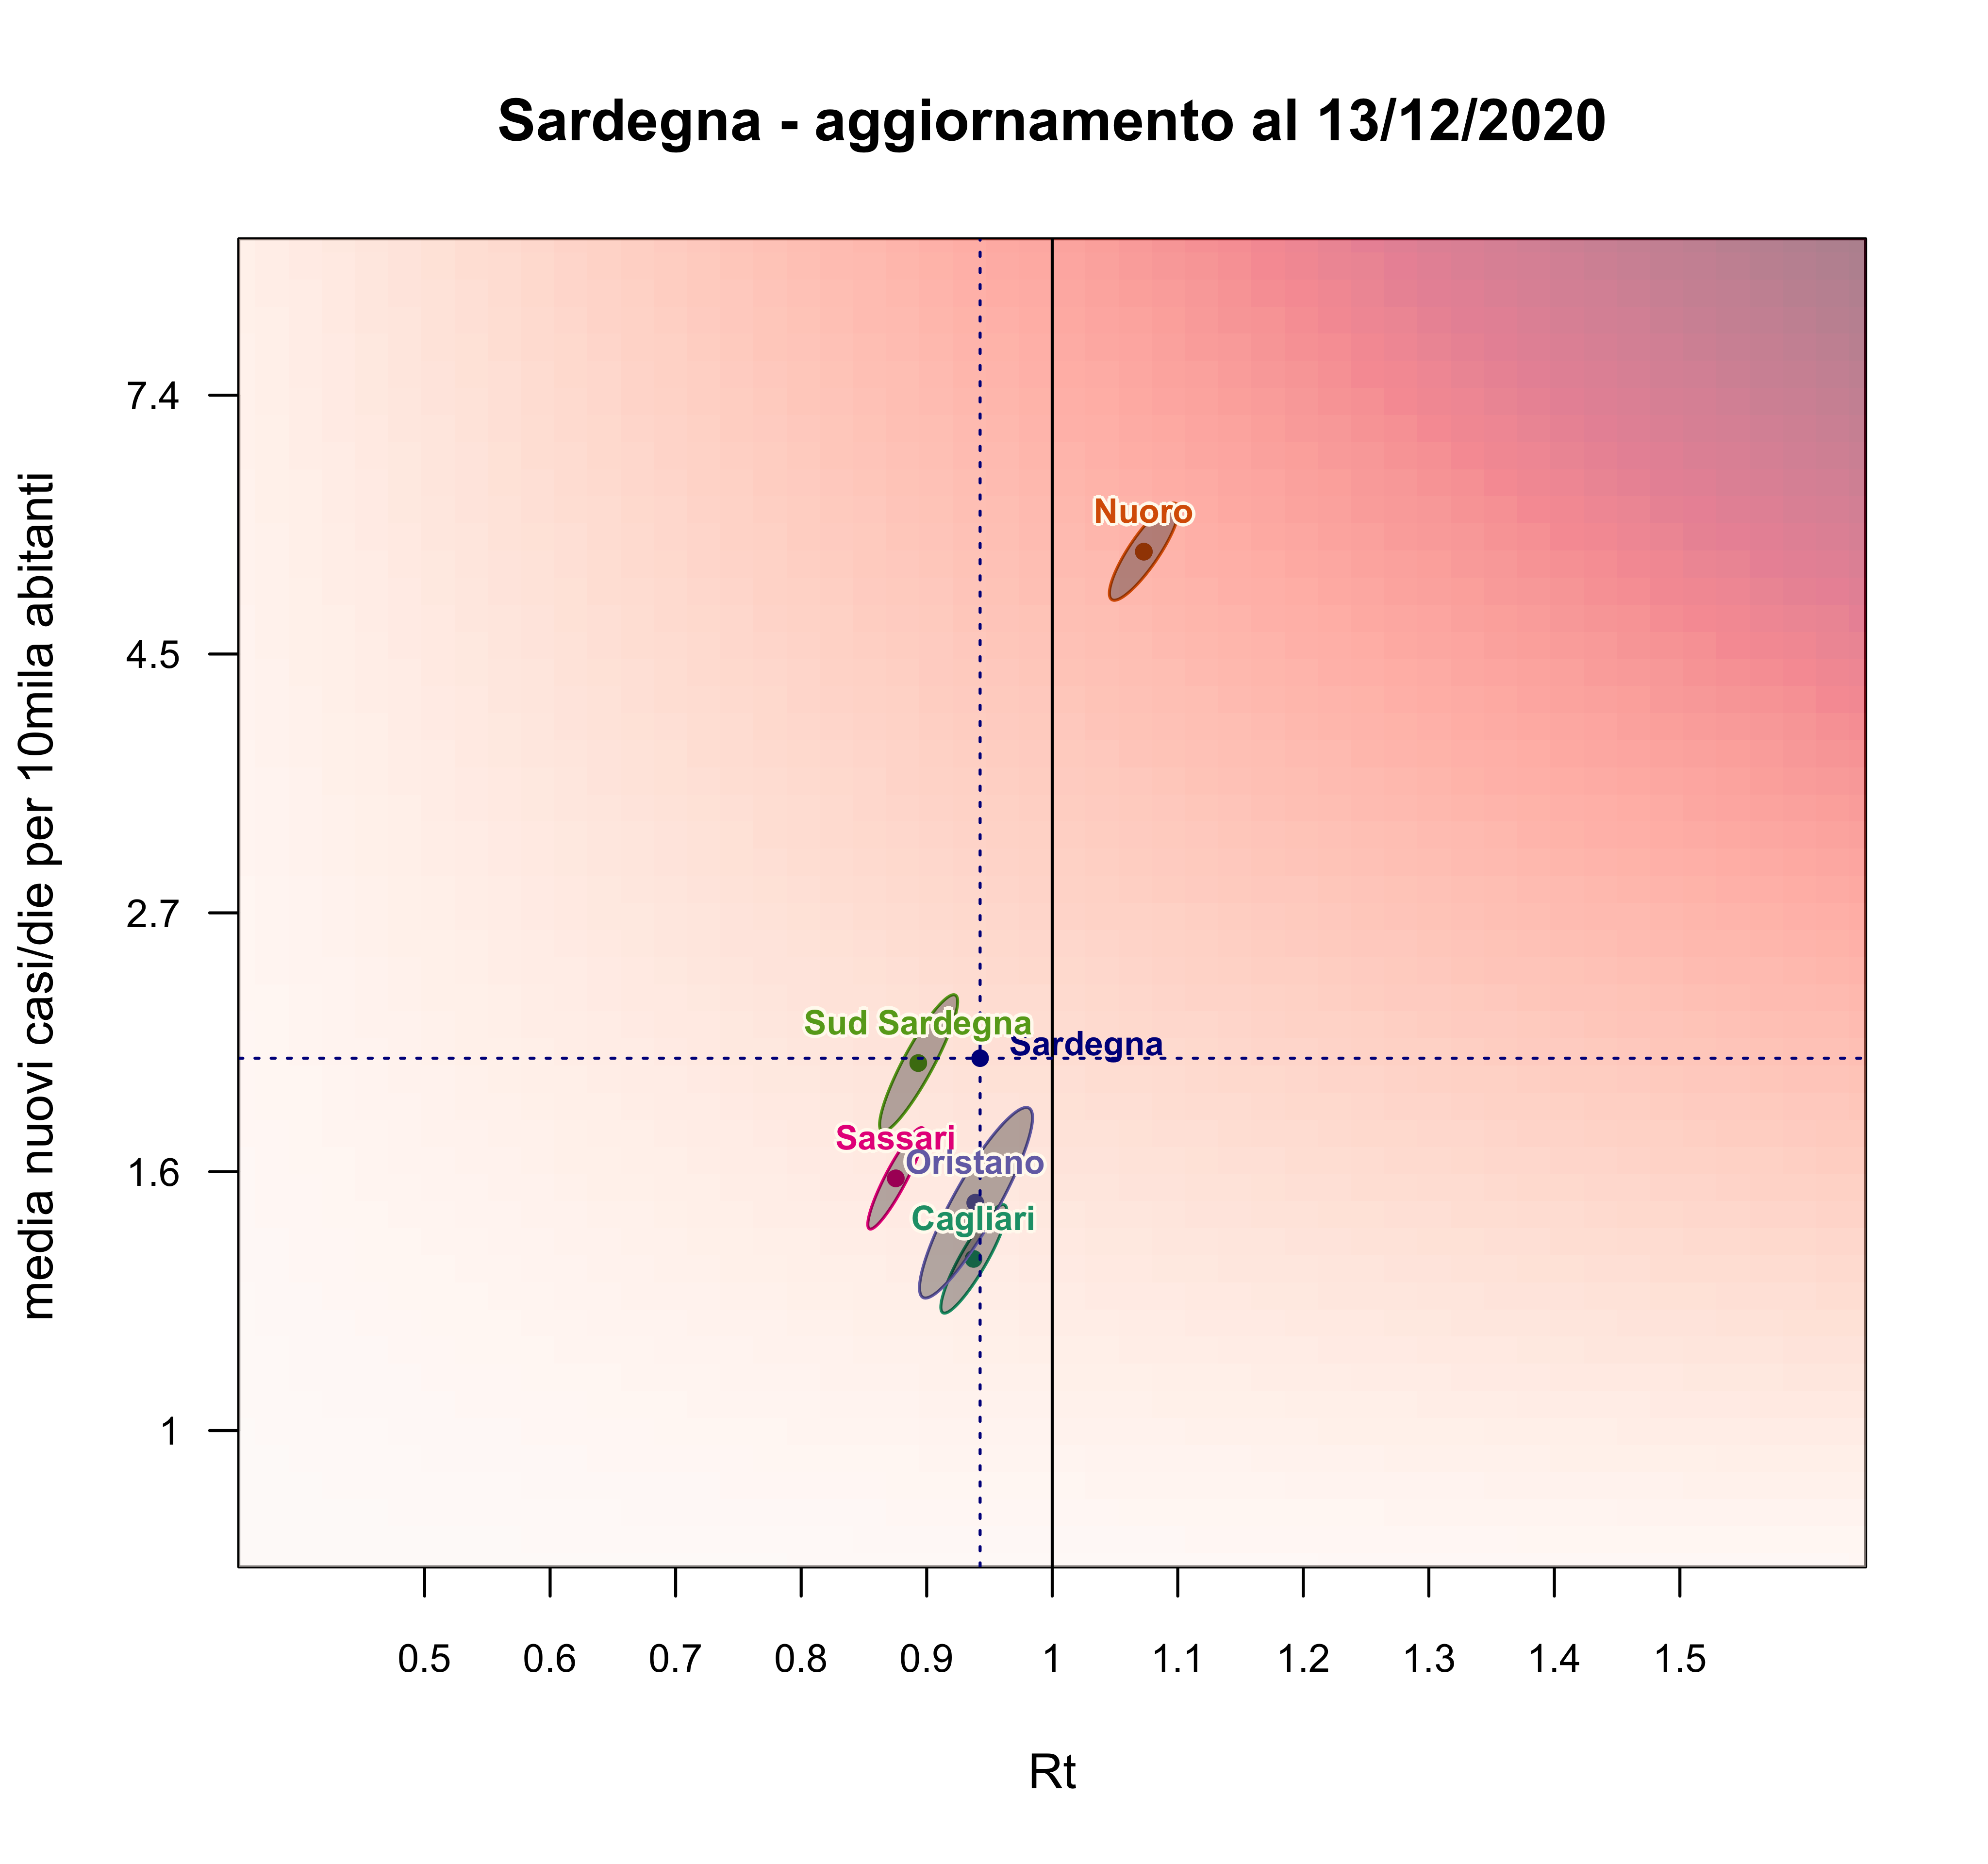 Sardegna - aggiornamento al 13/12/2020
media nuovi casi/die per 10mila abitanti
7.4
4.5
2.7
1.6
1
Nuoro
Sud Sardegna
Sardegna
Sassari
Oristano
Cagliari
0.5 0.6 0.7 0.8 0.9 1 1.1 1.2 1.3 1.4 1.5
Rt